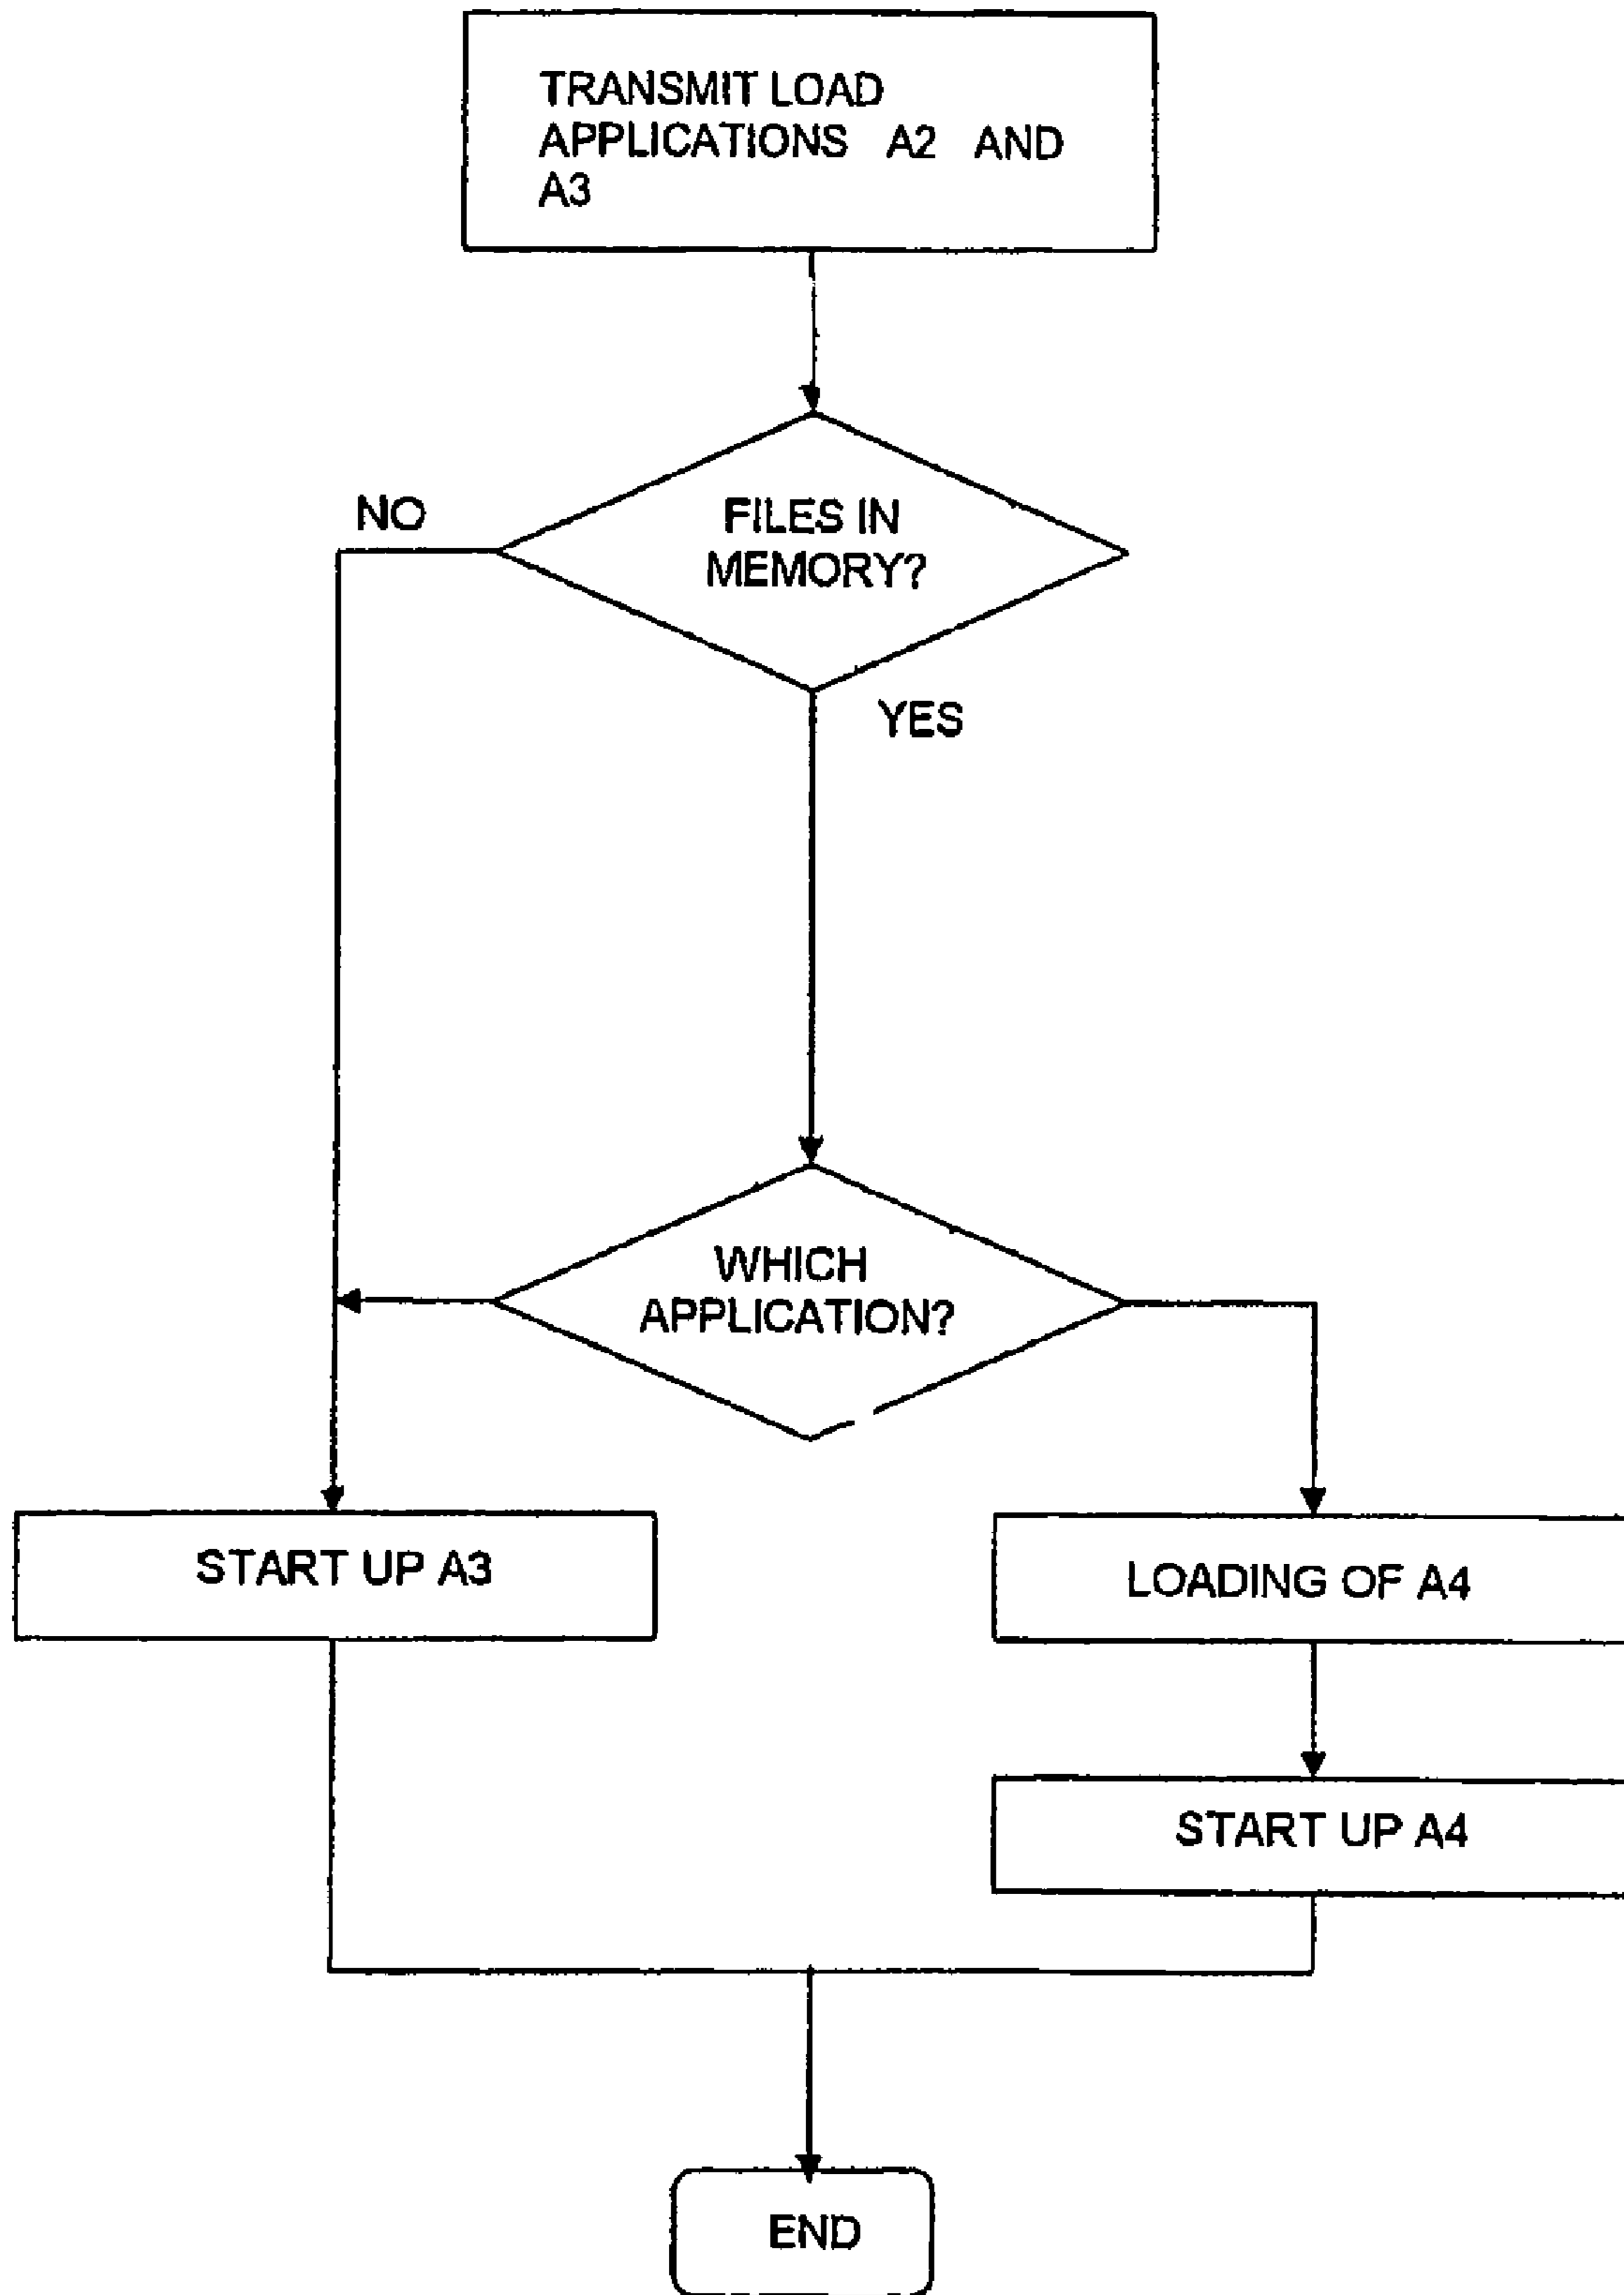 TRANSMIT LOAD
APPLICATIONS A2 AND
A3
NO
FILES IN
MEMORY?
YES
WHICH
APPLICATION?
START UP A3
LOADING OF A4
START UP A4
END